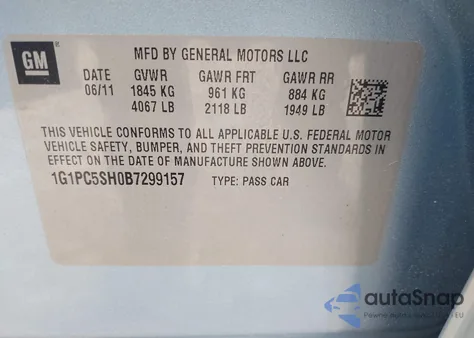 GM
MFD BY GENERAL MOTORS LLC
DATE GVWR GAWR FRT GAWR RR
06/11 1845 KG 961 KG 884 KG
4067 LB 2118 LB 1949 LB
THIS VEHICLE CONFORMS TO ALL APPLICABLE U.S. FEDERAL MOTOR
VEHICLE SAFETY, BUMPER, AND THEFT PREVENTION STANDARDS IN
EFFECT ON THE DATE OF MANUFACTURE SHOWN ABOVE.
1G1PC5SH0B7299157 TYPE: PASS CAR
autoSnap